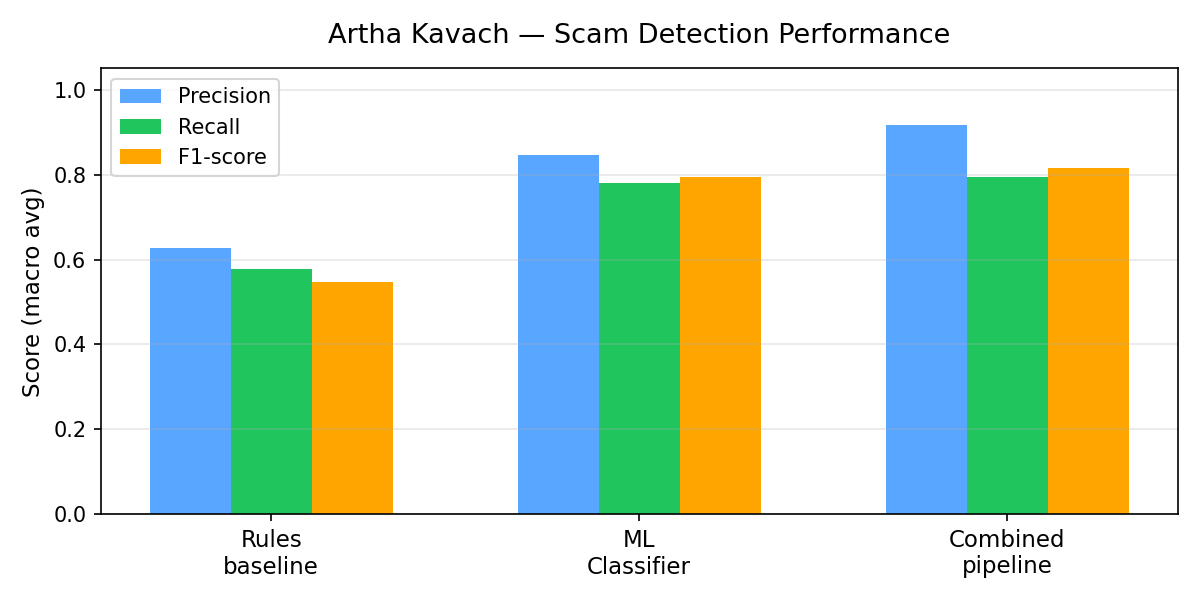 Artha Kavach — Scam Detection Performance
Precision
Recall
F1-score
Score (macro avg)
1.0
0.8
0.6
0.4
0.2
0.0
Rules
baseline
ML
Classifier
Combined
pipeline